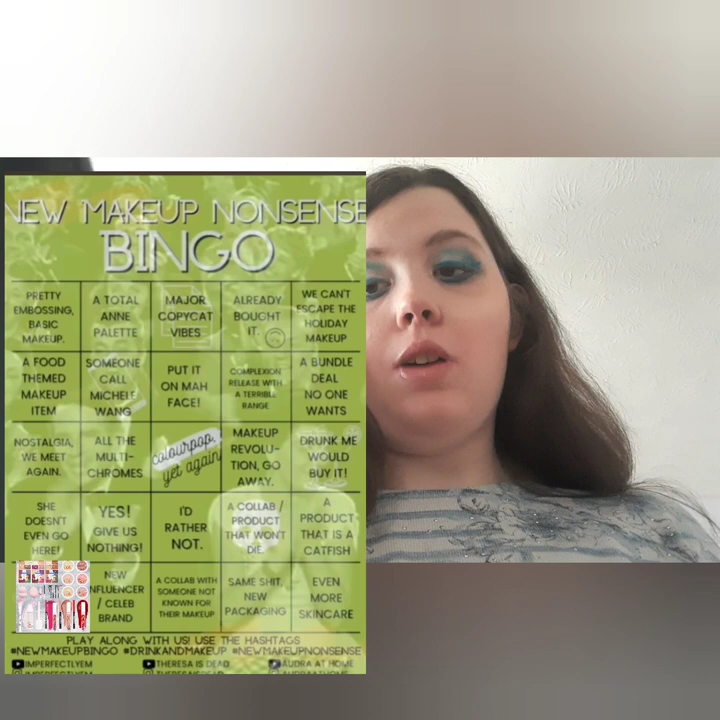 NEW MAKEUP NONSENSE
BINGO
PRETTY
EMBOSSING,
BASIC
MAKEUP.
A TOTAL
ANNE
PALETTE
MAJOR
COPYCAT
VIBES
ALREADY
BOUGHT
IT.
WE CAN'T
ESCAPE THE
HOLIDAY
MAKEUP
A FOOD
THEMED
MAKEUP
ITEM
SOMEONE
CALL
MICHELE
WANG
PUT IT
ON MAH
FACE!
COMPLEXION
RELEASE WITH
A TERRIBLE
RANGE
A BUNDLE
DEAL
NO ONE
WANTS
NOSTALGIA,
WE MEET
AGAIN.
ALL THE
MULTI-
CHROMES
colourpop,
yet again
MAKEUP
REVOLU-
TION, GO
AWAY.
DRUNK ME
WOULD
BUY IT!
SHE
DOESN'T
EVEN GO
HERE!
YES!
GIVE US
NOTHING!
I'D
RATHER
NOT.
A COLLAB /
PRODUCT
THAT WON'T
DIE.
A
PRODUCT
THAT IS A
CATFISH
NEW
INFLUENCER
/ CELEB
BRAND
A COLLAB WITH
SOMEONE NOT
KNOWN FOR
THEIR MAKEUP
SAME SHIT,
NEW
PACKAGING
EVEN
MORE
SKINCARE
PLAY ALONG WITH US! USE THE HASHTAGS
#NEWMAKEUPBINGO #DRINKANDMAKEUP #NEWMAKEUPNONSENSE
IMPERFECTLYEM THERESA IS DEAD AUDRA AT HOME
IMPERFECTLYEM THERESAISDEAD AUDRAATHOME